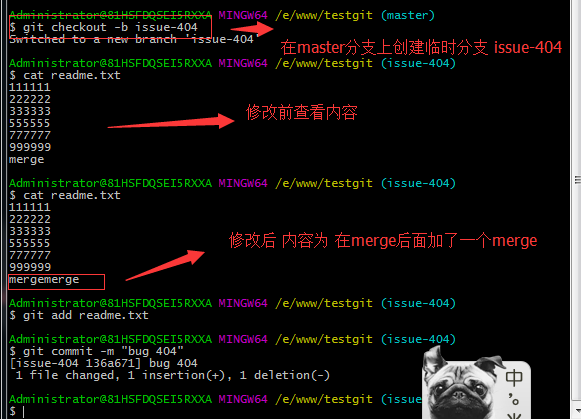 Administrator@81HSFDQSEI5RXXA MINGW64 /e/www/testgit (master)
$ git checkout -b issue-404
Switched to a new branch 'issue-404'
在master分支上创建临时分支 issue-404
Administrator@81HSFDQSEI5RXXA MINGW64 /e/www/testgit (issue-404)
$ cat readme.txt
111111
222222
333333
555555
777777
999999
merge
修改前查看内容
Administrator@81HSFDQSEI5RXXA MINGW64 /e/www/testgit (issue-404)
$ cat readme.txt
111111
222222
333333
555555
777777
999999
mergemerge
修改后 内容为 在merge后面加了一个merge
Administrator@81HSFDQSEI5RXXA MINGW64 /e/www/testgit (issue-404)
$ git add readme.txt
Administrator@81HSFDQSEI5RXXA MINGW64 /e/www/testgit (issue-404)
$ git commit -m "bug 404"
[issue-404 136a671] bug 404
1 file changed, 1 insertion(+), 1 deletion(-)
Administrator@81HSFDQSEI5RXXA MINGW64 /e/www/testgit (issue
$
中